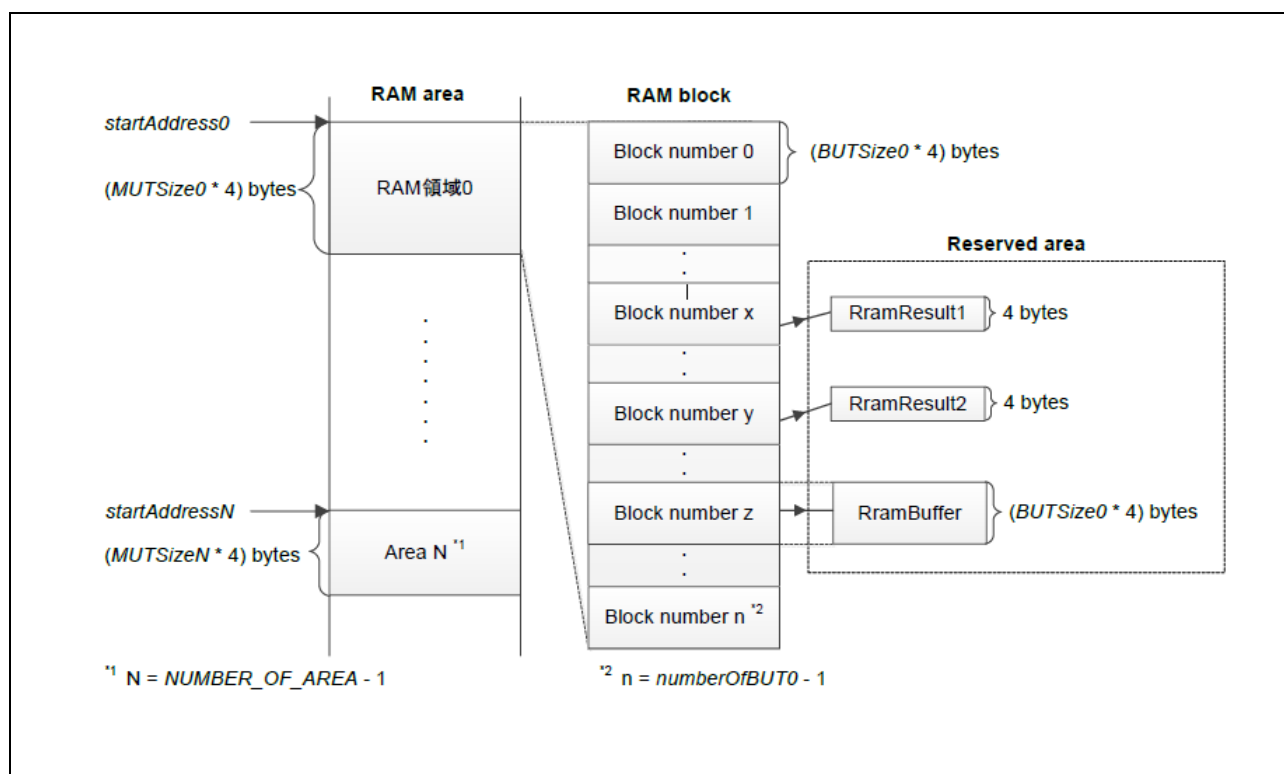 RAM area
RAM block
startAddress0
Block number 0
(BUTSize0 * 4) bytes
(MUTSize0 * 4) bytes
RAM領域0
Block number 1
Reserved area
Block number x
RramResult1
4 bytes
Block number y
RramResult2
4 bytes
startAddressN
Block number z
RramBuffer
(BUTSize0 * 4) bytes
(MUTSizeN * 4) bytes
Area N *1
Block number n *2
*1 N = NUMBER_OF_AREA - 1
*2 n = numberOfBUT0 - 1